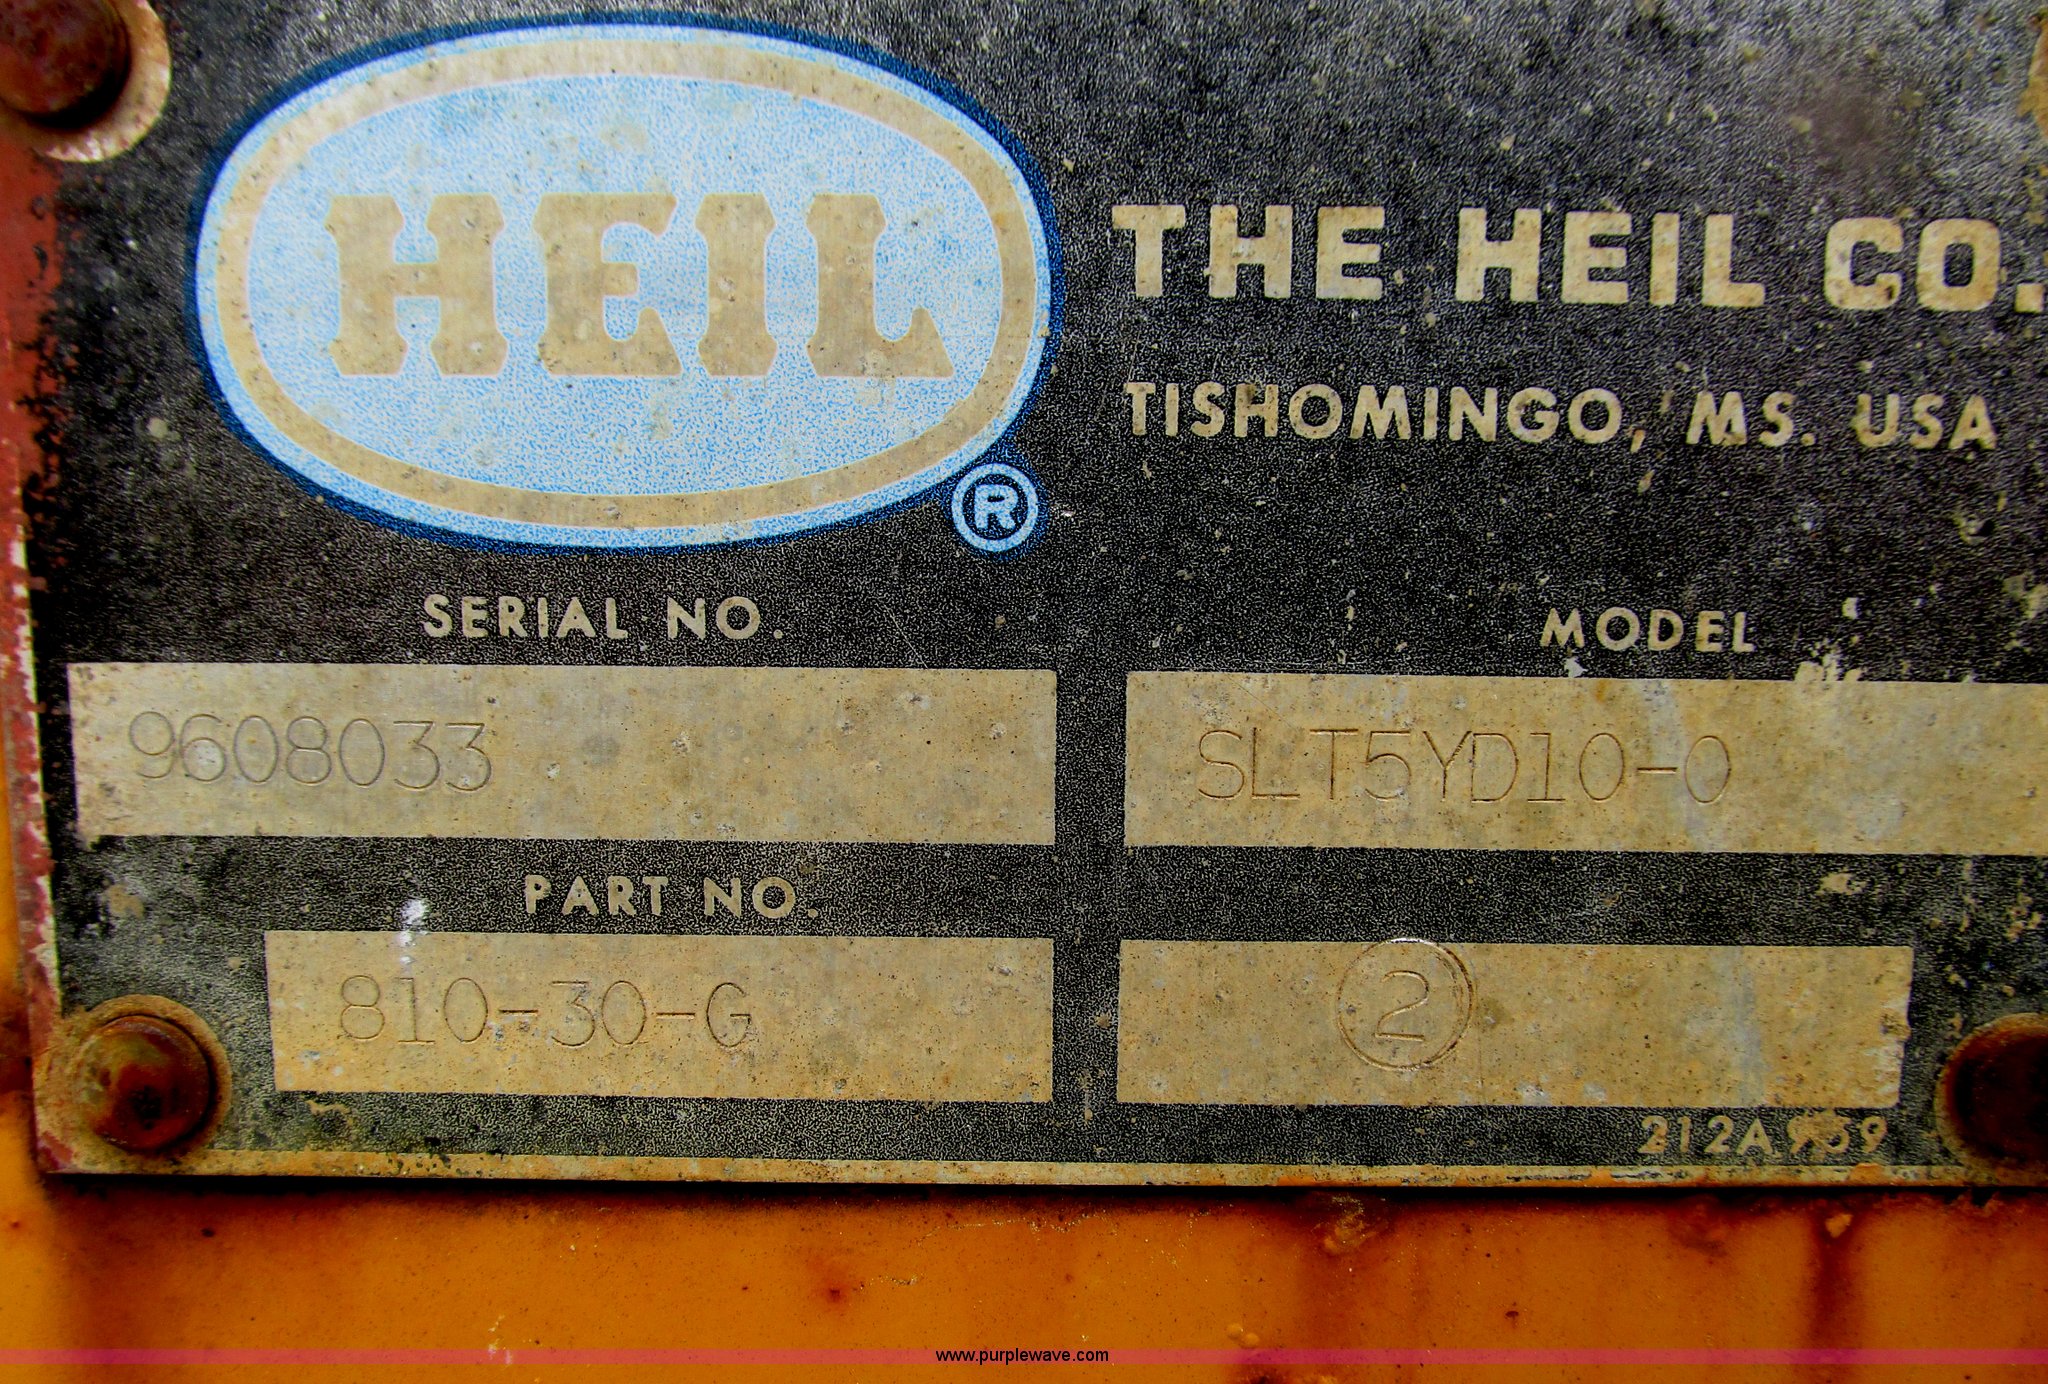 HEIL
®
THE HEIL CO.
TISHOMINGO, MS. USA
SERIAL NO.
MODEL
9608033
SLT5YD10-0
PART NO.
810-30-G
2
www.purplewave.com